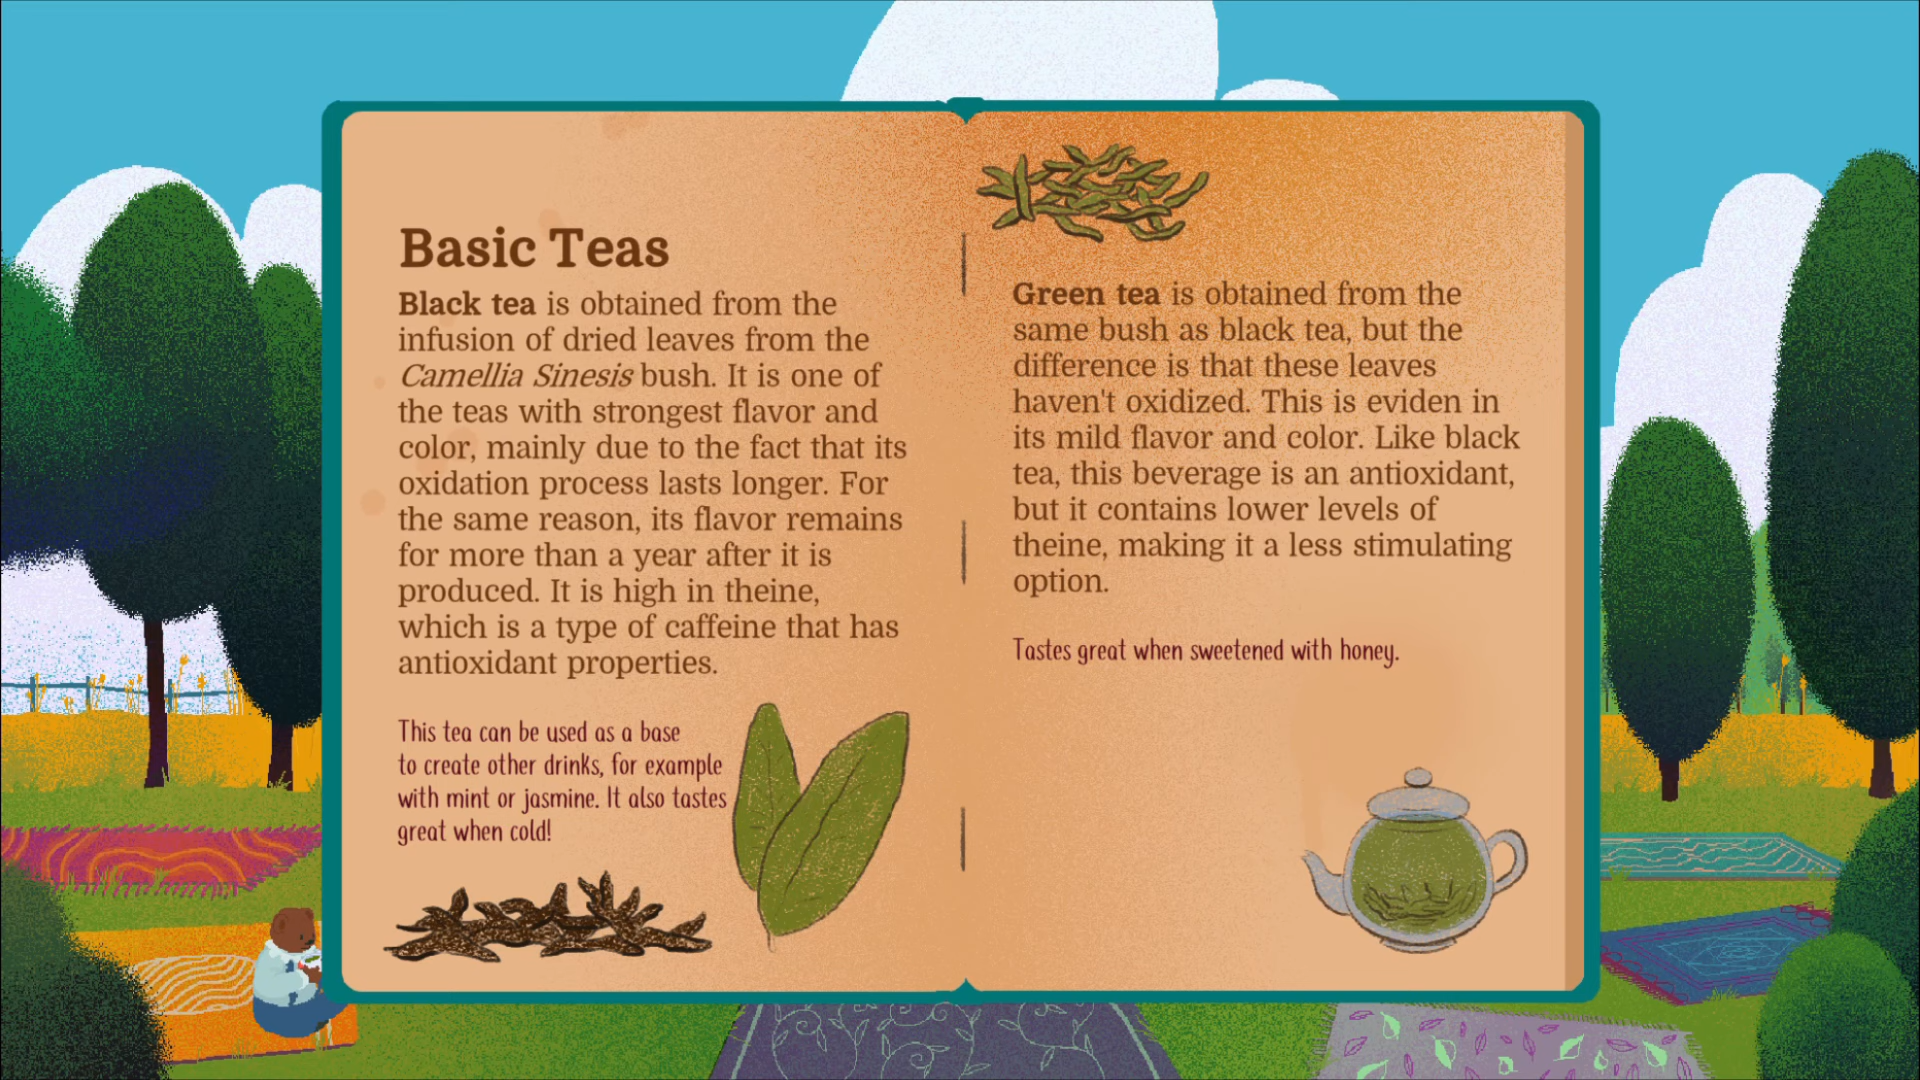 Basic Teas
Black tea is obtained from the
infusion of dried leaves from the
Camellia Sinesis bush. It is one of
the teas with strongest flavor and
color, mainly due to the fact that its
oxidation process lasts longer. For
the same reason, its flavor remains
for more than a year after it is
produced. It is high in theine,
which is a type of caffeine that has
antioxidant properties.
This tea can be used as a base
to create other drinks, for example
with mint or jasmine. It also tastes
great when cold!
Green tea is obtained from the
same bush as black tea, but the
difference is that these leaves
haven't oxidized. This is eviden in
its mild flavor and color. Like black
tea, this beverage is an antioxidant,
but it contains lower levels of
theine, making it a less stimulating
option.
Tastes great when sweetened with honey.